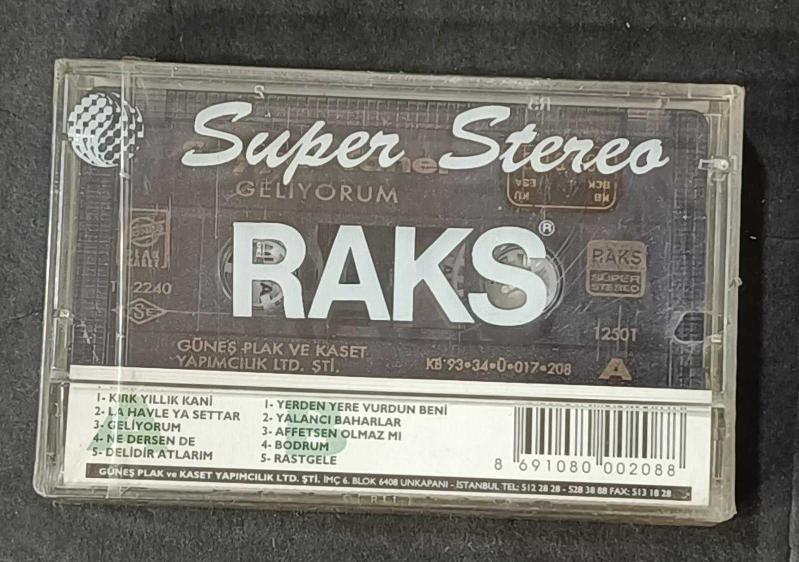 Super Stereo
GELİYORUM
RAKS®
RAKS
SÜPER
STEREO
2240
12501
GÜNEŞ PLAK VE KASET
YAPIMCILIK LTD. ŞTİ.
KB•93•34•Ü•017•208
A
1- KIRK YILLIK KANİ
2- LA HAVLE YA SETTAR
3- GELİYORUM
4- NE DERSEN DE
5- DELİDİR ATLARIM
1- YERDEN YERE VURDUN BENİ
2- YALANCI BAHARLAR
3- AFFETSEN OLMAZ MI
4- BODRUM
5- RASTGELE
8 691080 002088
GÜNEŞ PLAK ve KASET YAPIMCILIK LTD. ŞTİ. İMÇ 6. BLOK 6408 UNKAPANI - İSTANBUL TEL: 512 28 28 - 528 38 88 FAX: 513 18 28